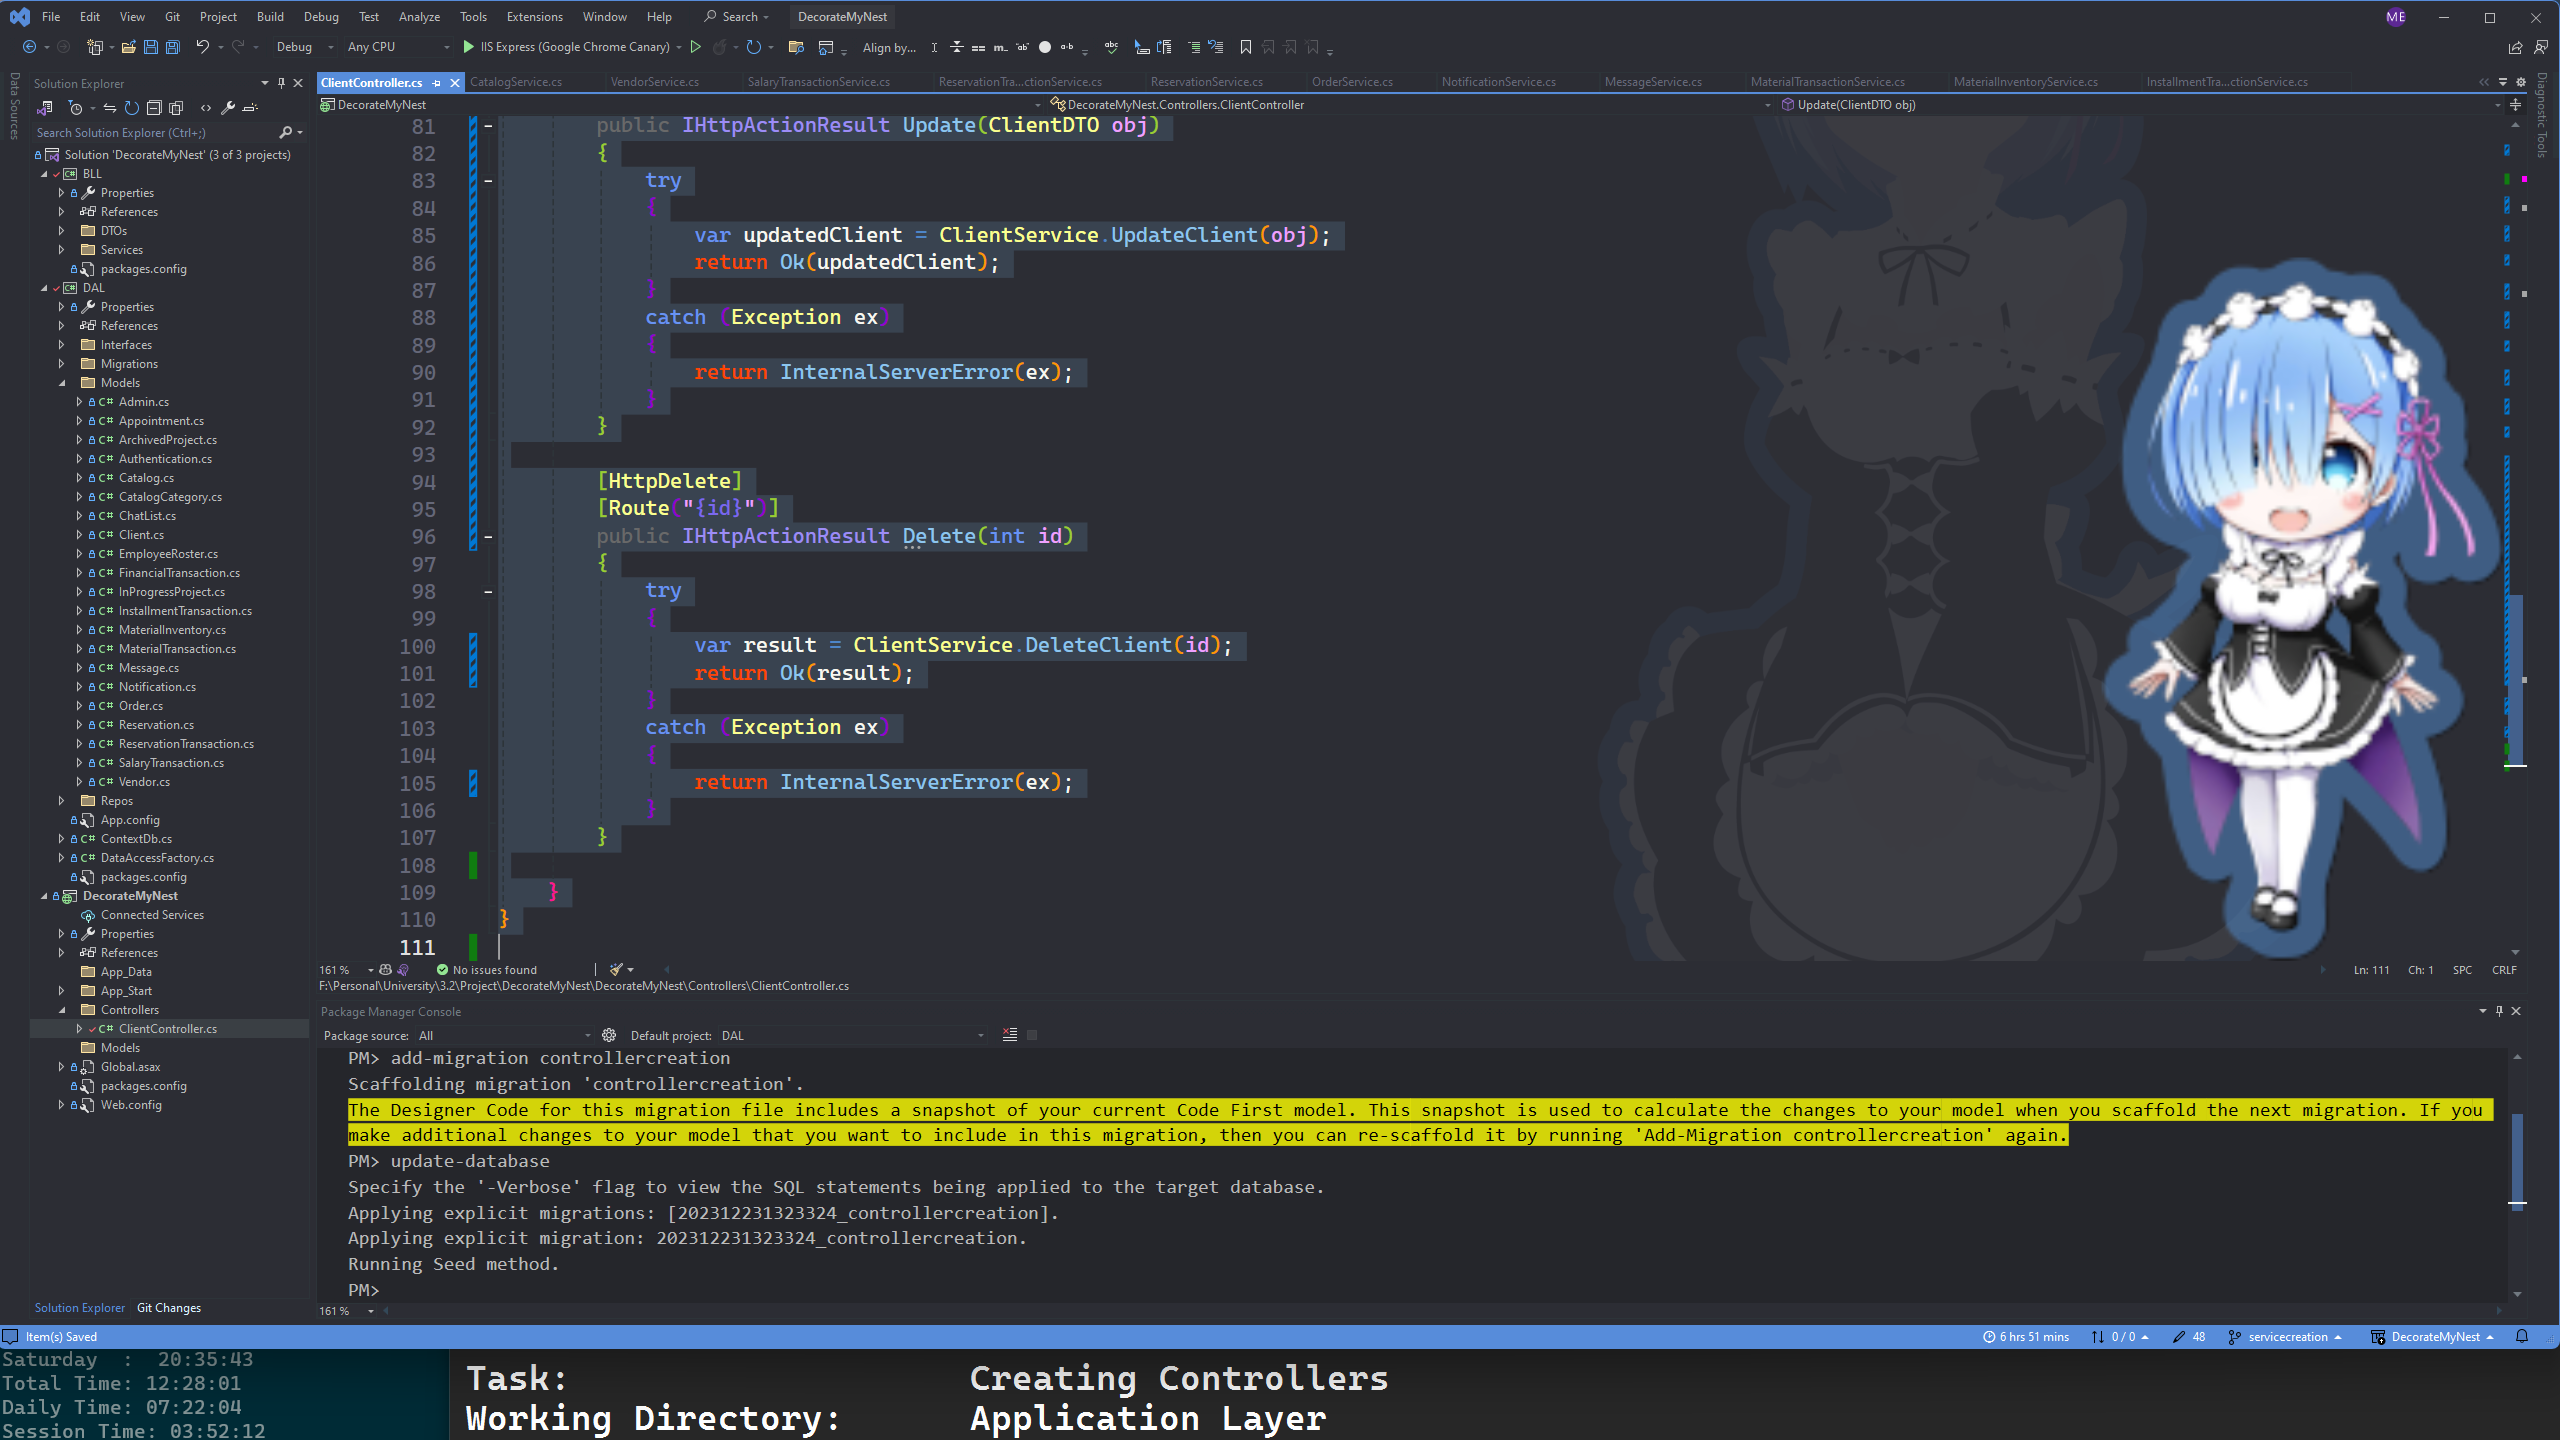 File Edit View Git Project Build Debug Test Analyze Tools Extensions Window Help Search DecorateMyNest ME
Debug Any CPU IIS Express (Google Chrome Canary) Align by...
Data Sources
Solution Explorer
Search Solution Explorer (Ctrl+;)
Solution 'DecorateMyNest' (3 of 3 projects)
BLL
Properties
References
DTOs
Services
packages.config
DAL
Properties
References
Interfaces
Migrations
Models
C# Admin.cs
C# Appointment.cs
C# ArchivedProject.cs
C# Authentication.cs
C# Catalog.cs
C# CatalogCategory.cs
C# ChatList.cs
C# Client.cs
C# EmployeeRoster.cs
C# FinancialTransaction.cs
C# InProgressProject.cs
C# InstallmentTransaction.cs
C# MaterialInventory.cs
C# MaterialTransaction.cs
C# Message.cs
C# Notification.cs
C# Order.cs
C# Reservation.cs
C# ReservationTransaction.cs
C# SalaryTransaction.cs
C# Vendor.cs
Repos
App.config
C# ContextDb.cs
C# DataAccessFactory.cs
packages.config
DecorateMyNest
Connected Services
Properties
References
App_Data
App_Start
Controllers
C# ClientController.cs
Models
Global.asax
packages.config
Web.config
Solution Explorer Git Changes
ClientController.cs CatalogService.cs VendorService.cs SalaryTransactionService.cs ReservationTra...ctionService.cs ReservationService.cs OrderService.cs NotificationService.cs MessageService.cs MaterialTransactionService.cs MaterialInventoryService.cs InstallmentTra...ctionService.cs
DecorateMyNest DecorateMyNest.Controllers.ClientController Update(ClientDTO obj)
Diagnostic Tools
81 public IHttpActionResult Update(ClientDTO obj)
82 {
83 try
84 {
85 var updatedClient = ClientService.UpdateClient(obj);
86 return Ok(updatedClient);
87 }
88 catch (Exception ex)
89 {
90 return InternalServerError(ex);
91 }
92 }
93
94 [HttpDelete]
95 [Route("{id}")]
96 public IHttpActionResult Delete(int id)
97 {
98 try
99 {
100 var result = ClientService.DeleteClient(id);
101 return Ok(result);
102 }
103 catch (Exception ex)
104 {
105 return InternalServerError(ex);
106 }
107 }
108
109 }
110 }
111
161 % No issues found Ln: 111 Ch: 1 SPC CRLF
F:\Personal\University\3.2\Project\DecorateMyNest\DecorateMyNest\Controllers\ClientController.cs
Package Manager Console
Package source: All Default project: DAL
PM> add-migration controllercreation
Scaffolding migration 'controllercreation'.
The Designer Code for this migration file includes a snapshot of your current Code First model. This snapshot is used to calculate the changes to your model when you scaffold the next migration. If you
make additional changes to your model that you want to include in this migration, then you can re-scaffold it by running 'Add-Migration controllercreation' again.
PM> update-database
Specify the '-Verbose' flag to view the SQL statements being applied to the target database.
Applying explicit migrations: [202312231323324_controllercreation].
Applying explicit migration: 202312231323324_controllercreation.
Running Seed method.
PM>
161 %
Item(s) Saved 6 hrs 51 mins 0 / 0 48 servicecreation DecorateMyNest
Saturday : 20:35:43
Total Time: 12:28:01
Daily Time: 07:22:04
Session Time: 03:52:12
Task: Creating Controllers
Working Directory: Application Layer